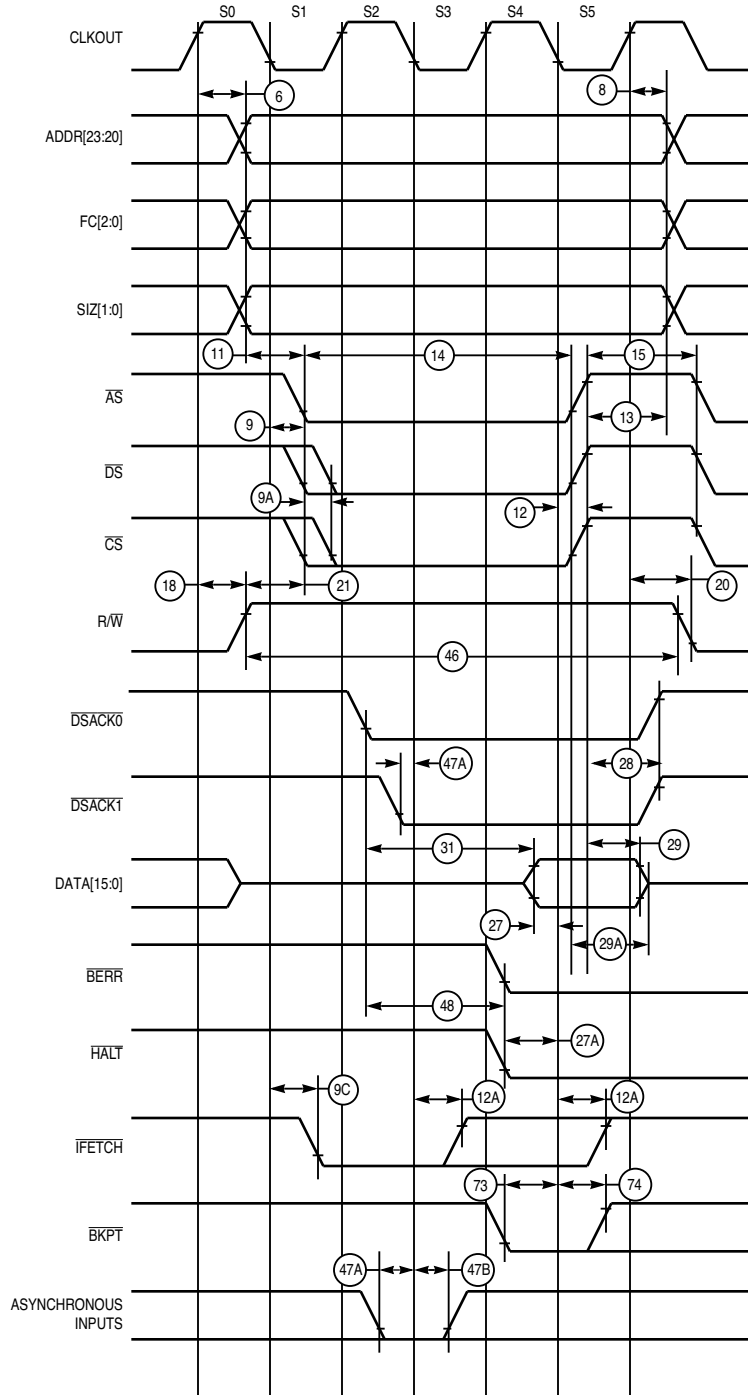 S0 S1 S2 S3 S4 S5
CLKOUT
6 8
ADDR[23:20]
FC[2:0]
SIZ[1:0]
11 14 15
AS
13
9
DS
9A 12
CS
18 21 20
R/W
46
DSACK0
47A 28
DSACK1
31 29
DATA[15:0]
27 29A
BERR
48
27A
HALT
9C 12A 12A
IFETCH
73 74
BKPT
47A 47B
ASYNCHRONOUS
INPUTS